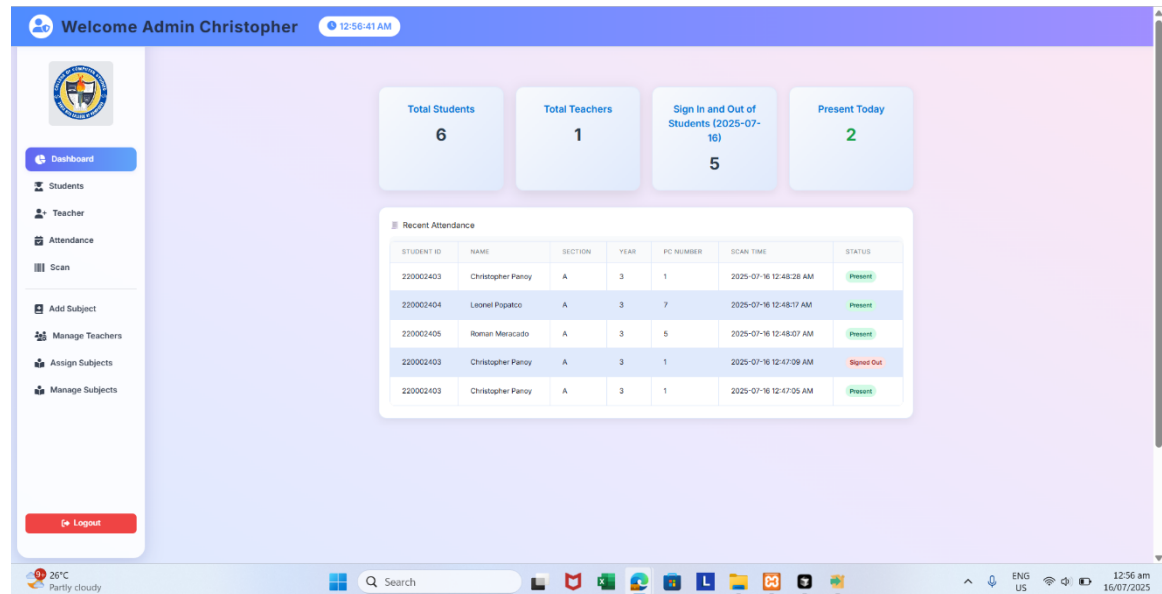 Welcome Admin Christopher
12:56:41 AM
Dashboard
Students
Teacher
Attendance
Scan
Add Subject
Manage Teachers
Assign Subjects
Manage Subjects
Logout
Total Students
6
Total Teachers
1
Sign In and Out of
Students (2025-07-
16)
5
Present Today
2
Recent Attendance
STUDENT ID NAME SECTION YEAR PC NUMBER SCAN TIME STATUS
220002403 Christopher Panoy A 3 1 2025-07-16 12:48:28 AM Present
220002404 Leonel Popatco A 3 7 2025-07-16 12:48:17 AM Present
220002405 Roman Meracado A 3 5 2025-07-16 12:48:07 AM Present
220002403 Christopher Panoy A 3 1 2025-07-16 12:47:09 AM Signed Out
220002403 Christopher Panoy A 3 1 2025-07-16 12:47:05 AM Present
9+
26°C
Partly cloudy
Search
L
ENG
US
12:56 am
16/07/2025